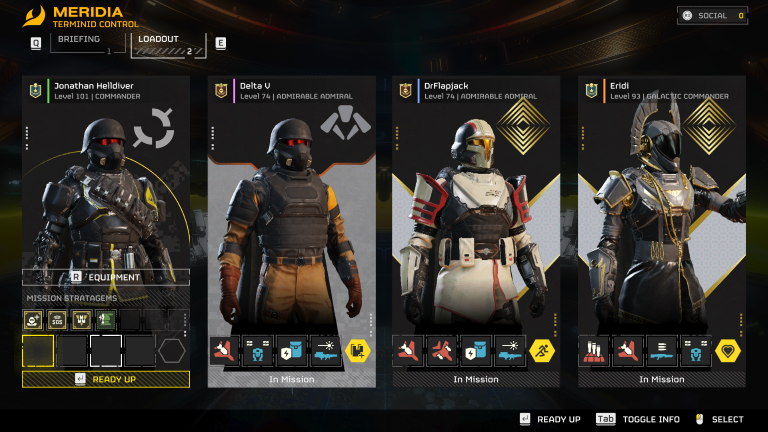 MERIDIA
TERMINID CONTROL
SOCIAL 0
Q
BRIEFING
1
LOADOUT
2
E
Jonathan Helldiver
Level 101 | COMMANDER
Delta V
Level 74 | ADMIRABLE ADMIRAL
DrFlapjack
Level 74 | ADMIRABLE ADMIRAL
Eridi
Level 93 | GALACTIC COMMANDER
R EQUIPMENT
MISSION STRATAGEMS
SOS
READY UP
In Mission
In Mission
In Mission
READY UP
Tab TOGGLE INFO
SELECT